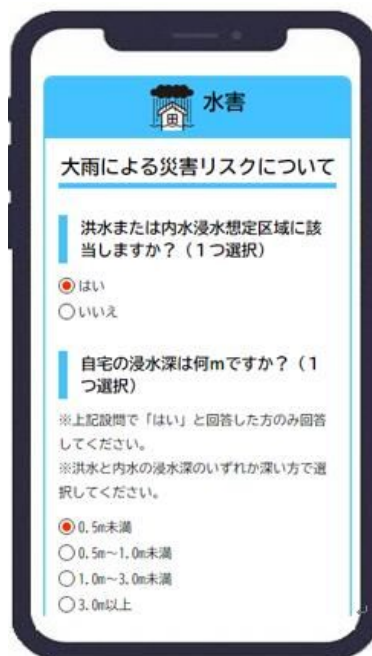 水害
大雨による災害リスクについて
洪水または内水浸水想定区域に該
当しますか？（１つ選択）
はい
いいえ
自宅の浸水深は何mですか？（１
つ選択）
※上記設問で「はい」と回答した方のみ回答
してください。
※洪水と内水の浸水深のいずれか深い方で選
択してください。
0.5m未満
0.5m～1.0m未満
1.0m～3.0m未満
3.0m以上